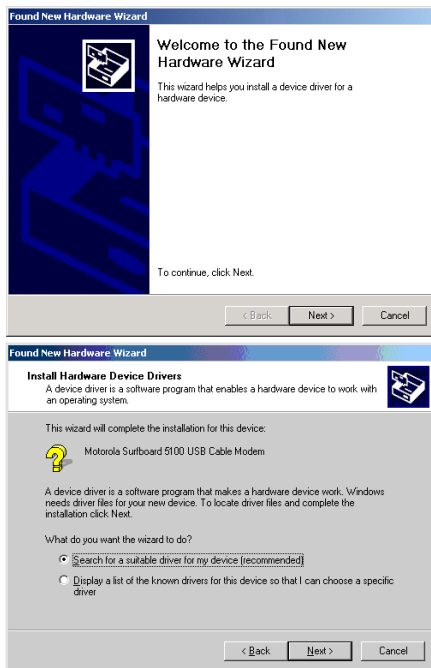 Found New Hardware Wizard
Welcome to the Found New
Hardware Wizard
This wizard helps you install a device driver for a
hardware device.
To continue, click Next.
< Back
Next >
Cancel
Found New Hardware Wizard
Install Hardware Device Drivers
A device driver is a software program that enables a hardware device to work with
an operating system.
This wizard will complete the installation for this device:
Motorola Surfboard 5100 USB Cable Modem
A device driver is a software program that makes a hardware device work. Windows
needs driver files for your new device. To locate driver files and complete the
installation click Next.
What do you want the wizard to do?
Search for a suitable driver for my device (recommended)
Display a list of the known drivers for this device so that I can choose a specific
driver
< Back
Next >
Cancel